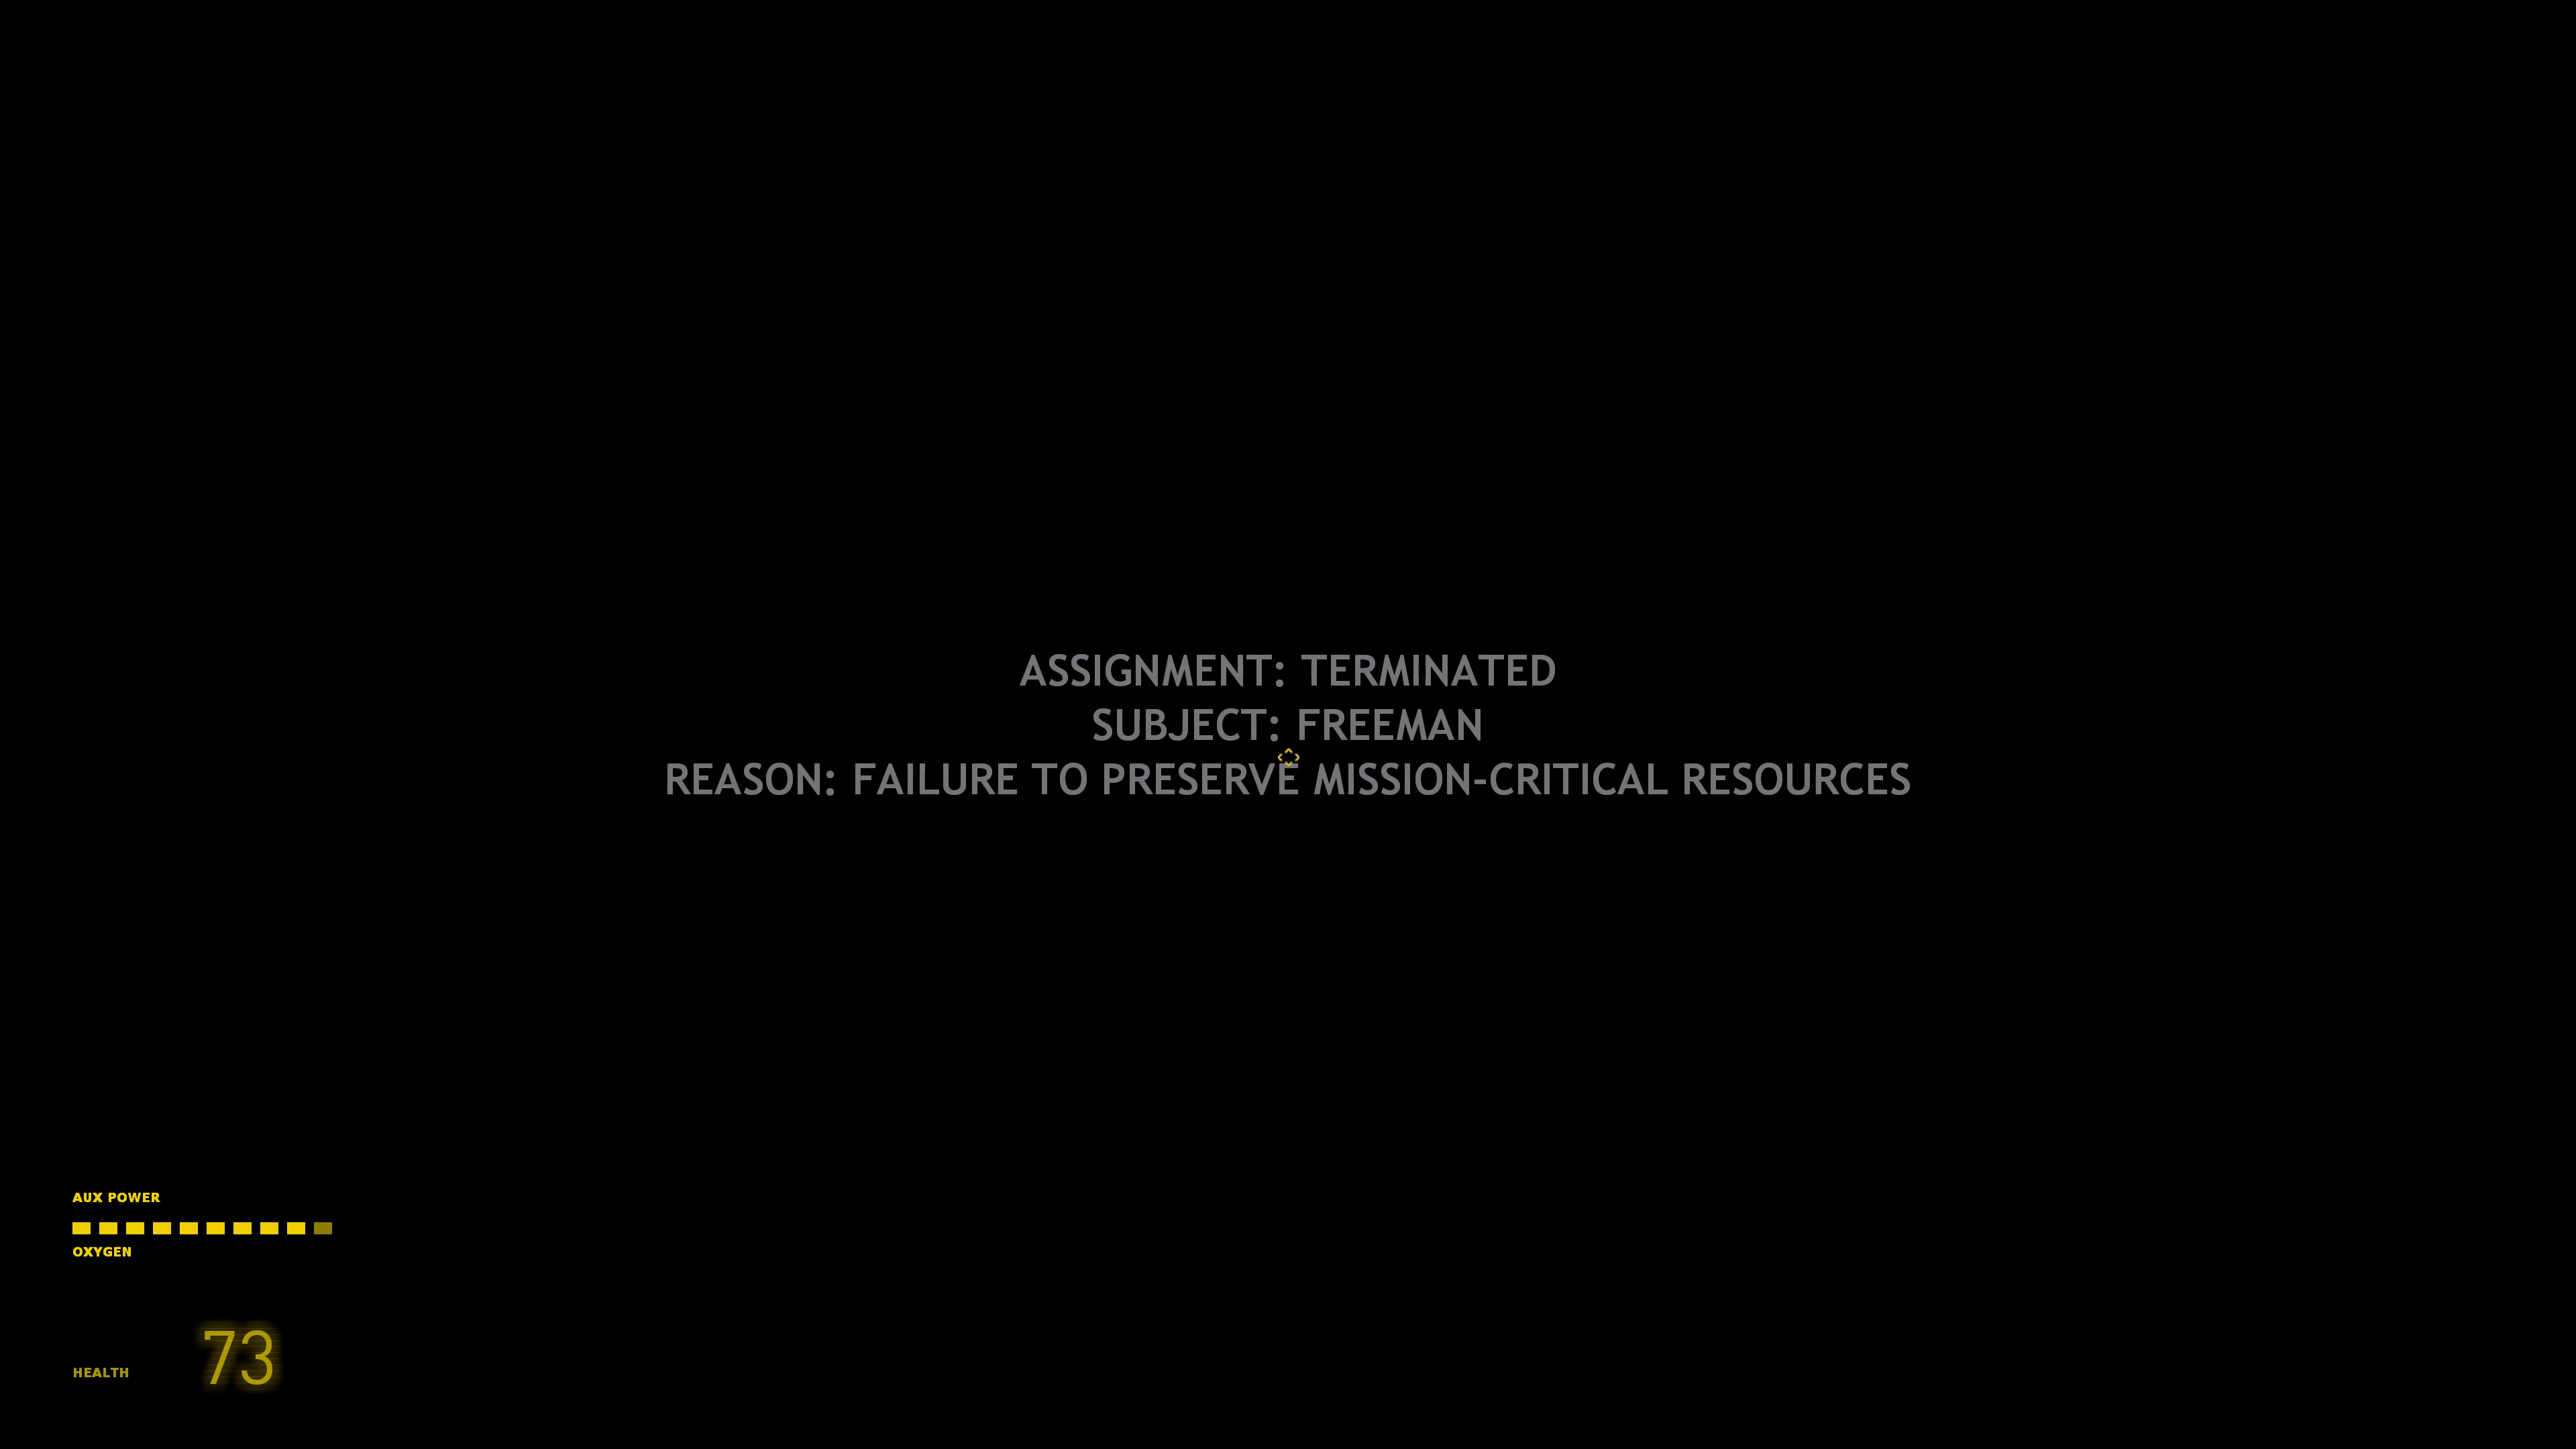 ASSIGNMENT: TERMINATED
SUBJECT: FREEMAN
REASON: FAILURE TO PRESERVE MISSION-CRITICAL RESOURCES
AUX POWER
OXYGEN
HEALTH 73